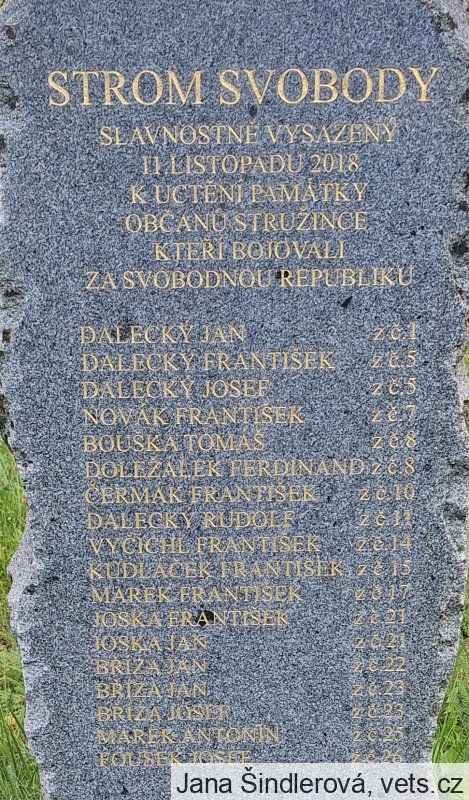 STROM SVOBODY
SLAVNOSTNĚ VYSAZENÝ
11.LISTOPADU 2018
K UCTĚNÍ PAMÁTKY
OBČANŮ STRUŽINCE
KTEŘÍ BOJOVALI
ZA SVOBODNOU REPUBLIKU
DALECKÝ JAN z č.1
DALECKÝ FRANTIŠEK z č.5
DALECKÝ JOSEF z č.5
NOVÁK FRANTIŠEK z č.7
BOUŠKA TOMÁŠ z č.8
DOLEŽÁLEK FERDINAND z č.8
ČERMÁK FRANTIŠEK z č.10
DALECKÝ RUDOLF z č.11
VYČICHL FRANTIŠEK z č.14
KUDLÁČEK FRANTIŠEK z č.15
MAREK FRANTIŠEK z č.17
JOSKA FRANTIŠEK z č.21
JOSKA JAN z č.21
BŘÍZA JAN z č.22
BŘÍZA JAN z č.23
BŘÍZA JOSEF z č.23
MAREK ANTONÍN z č.25
JOSEF z č.26
Jana Šindlerová, vets.cz